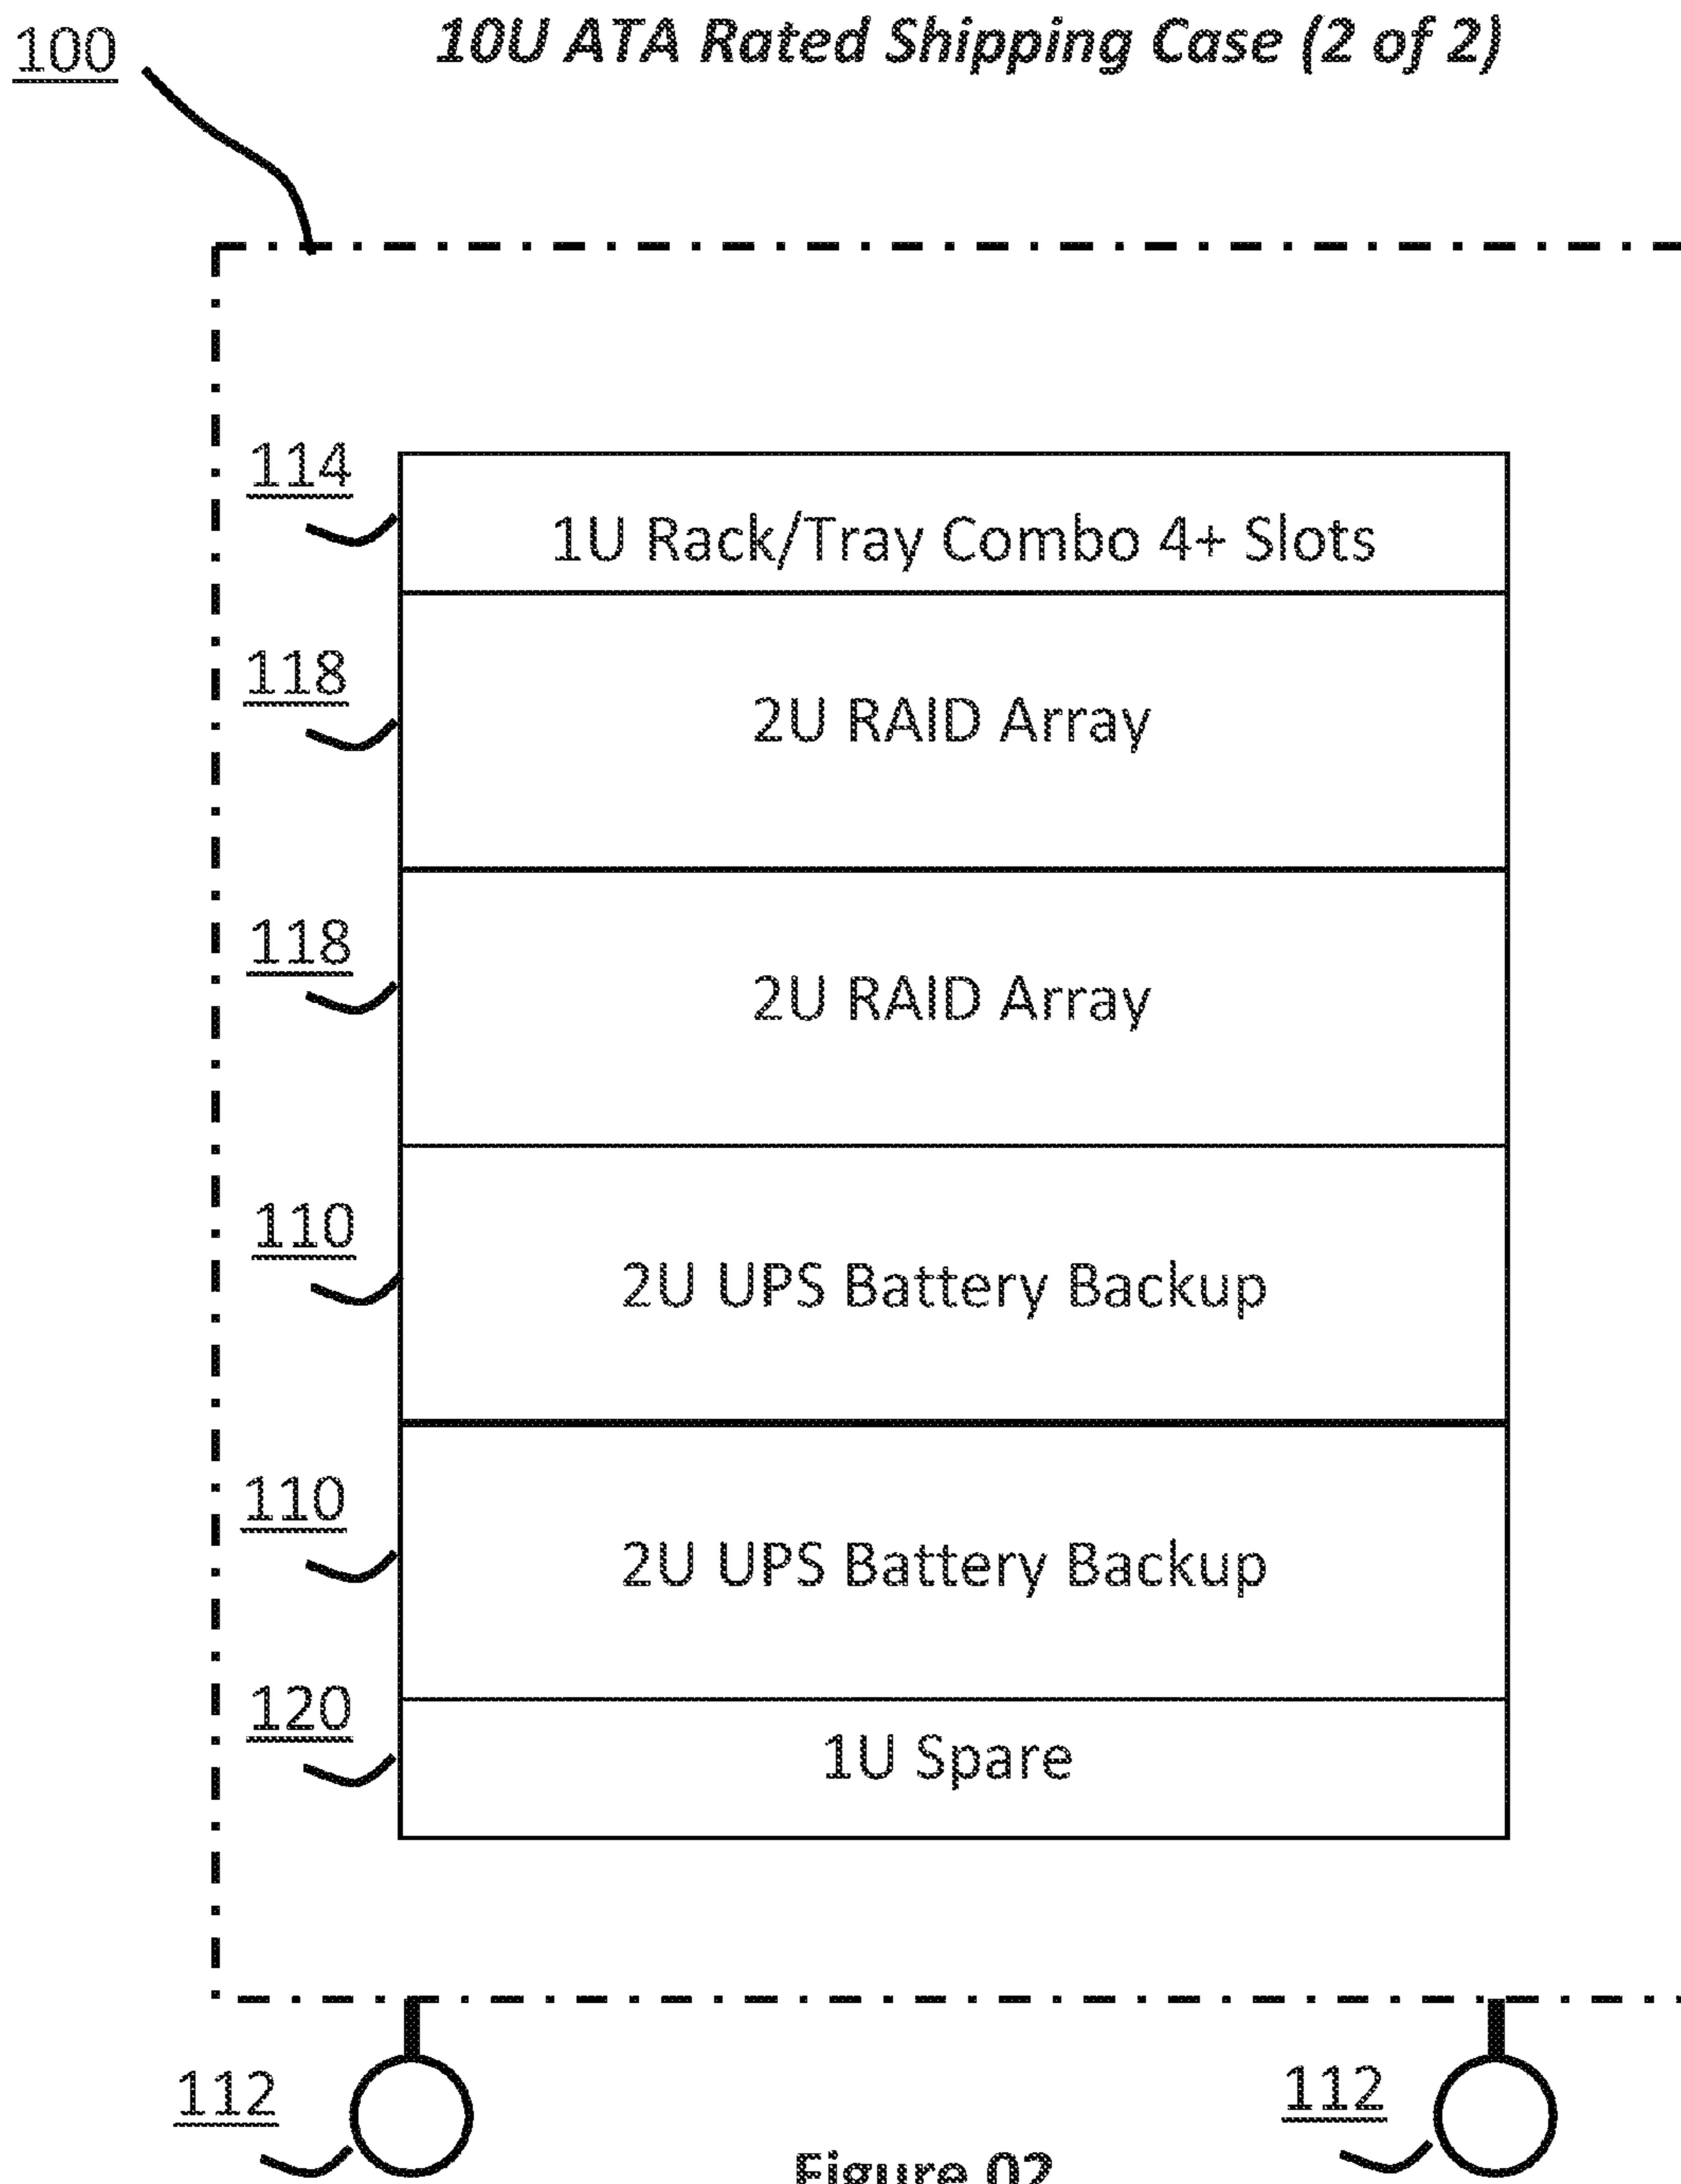 100
10U ATA Rated Shipping Case (2 of 2)
114
1U Rack/Tray Combo 4+ Slots
118
2U RAID Array
118
2U RAID Array
110
2U UPS Battery Backup
110
2U UPS Battery Backup
120
1U Spare
112
112
Figure 02